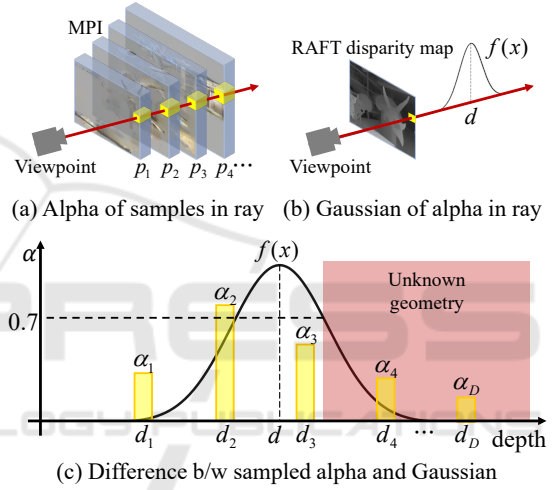 MPI
Viewpoint
p1 p2 p3 p4 ...
(a) Alpha of samples in ray
RAFT disparity map
f(x)
d
Viewpoint
(b) Gaussian of alpha in ray
α
f(x)
Unknown
geometry
0.7
α1 α2 α3 α4 αD
d1 d2 d d3 d4 ... dD depth
(c) Difference b/w sampled alpha and Gaussian
LOGY PUBLICATIONS